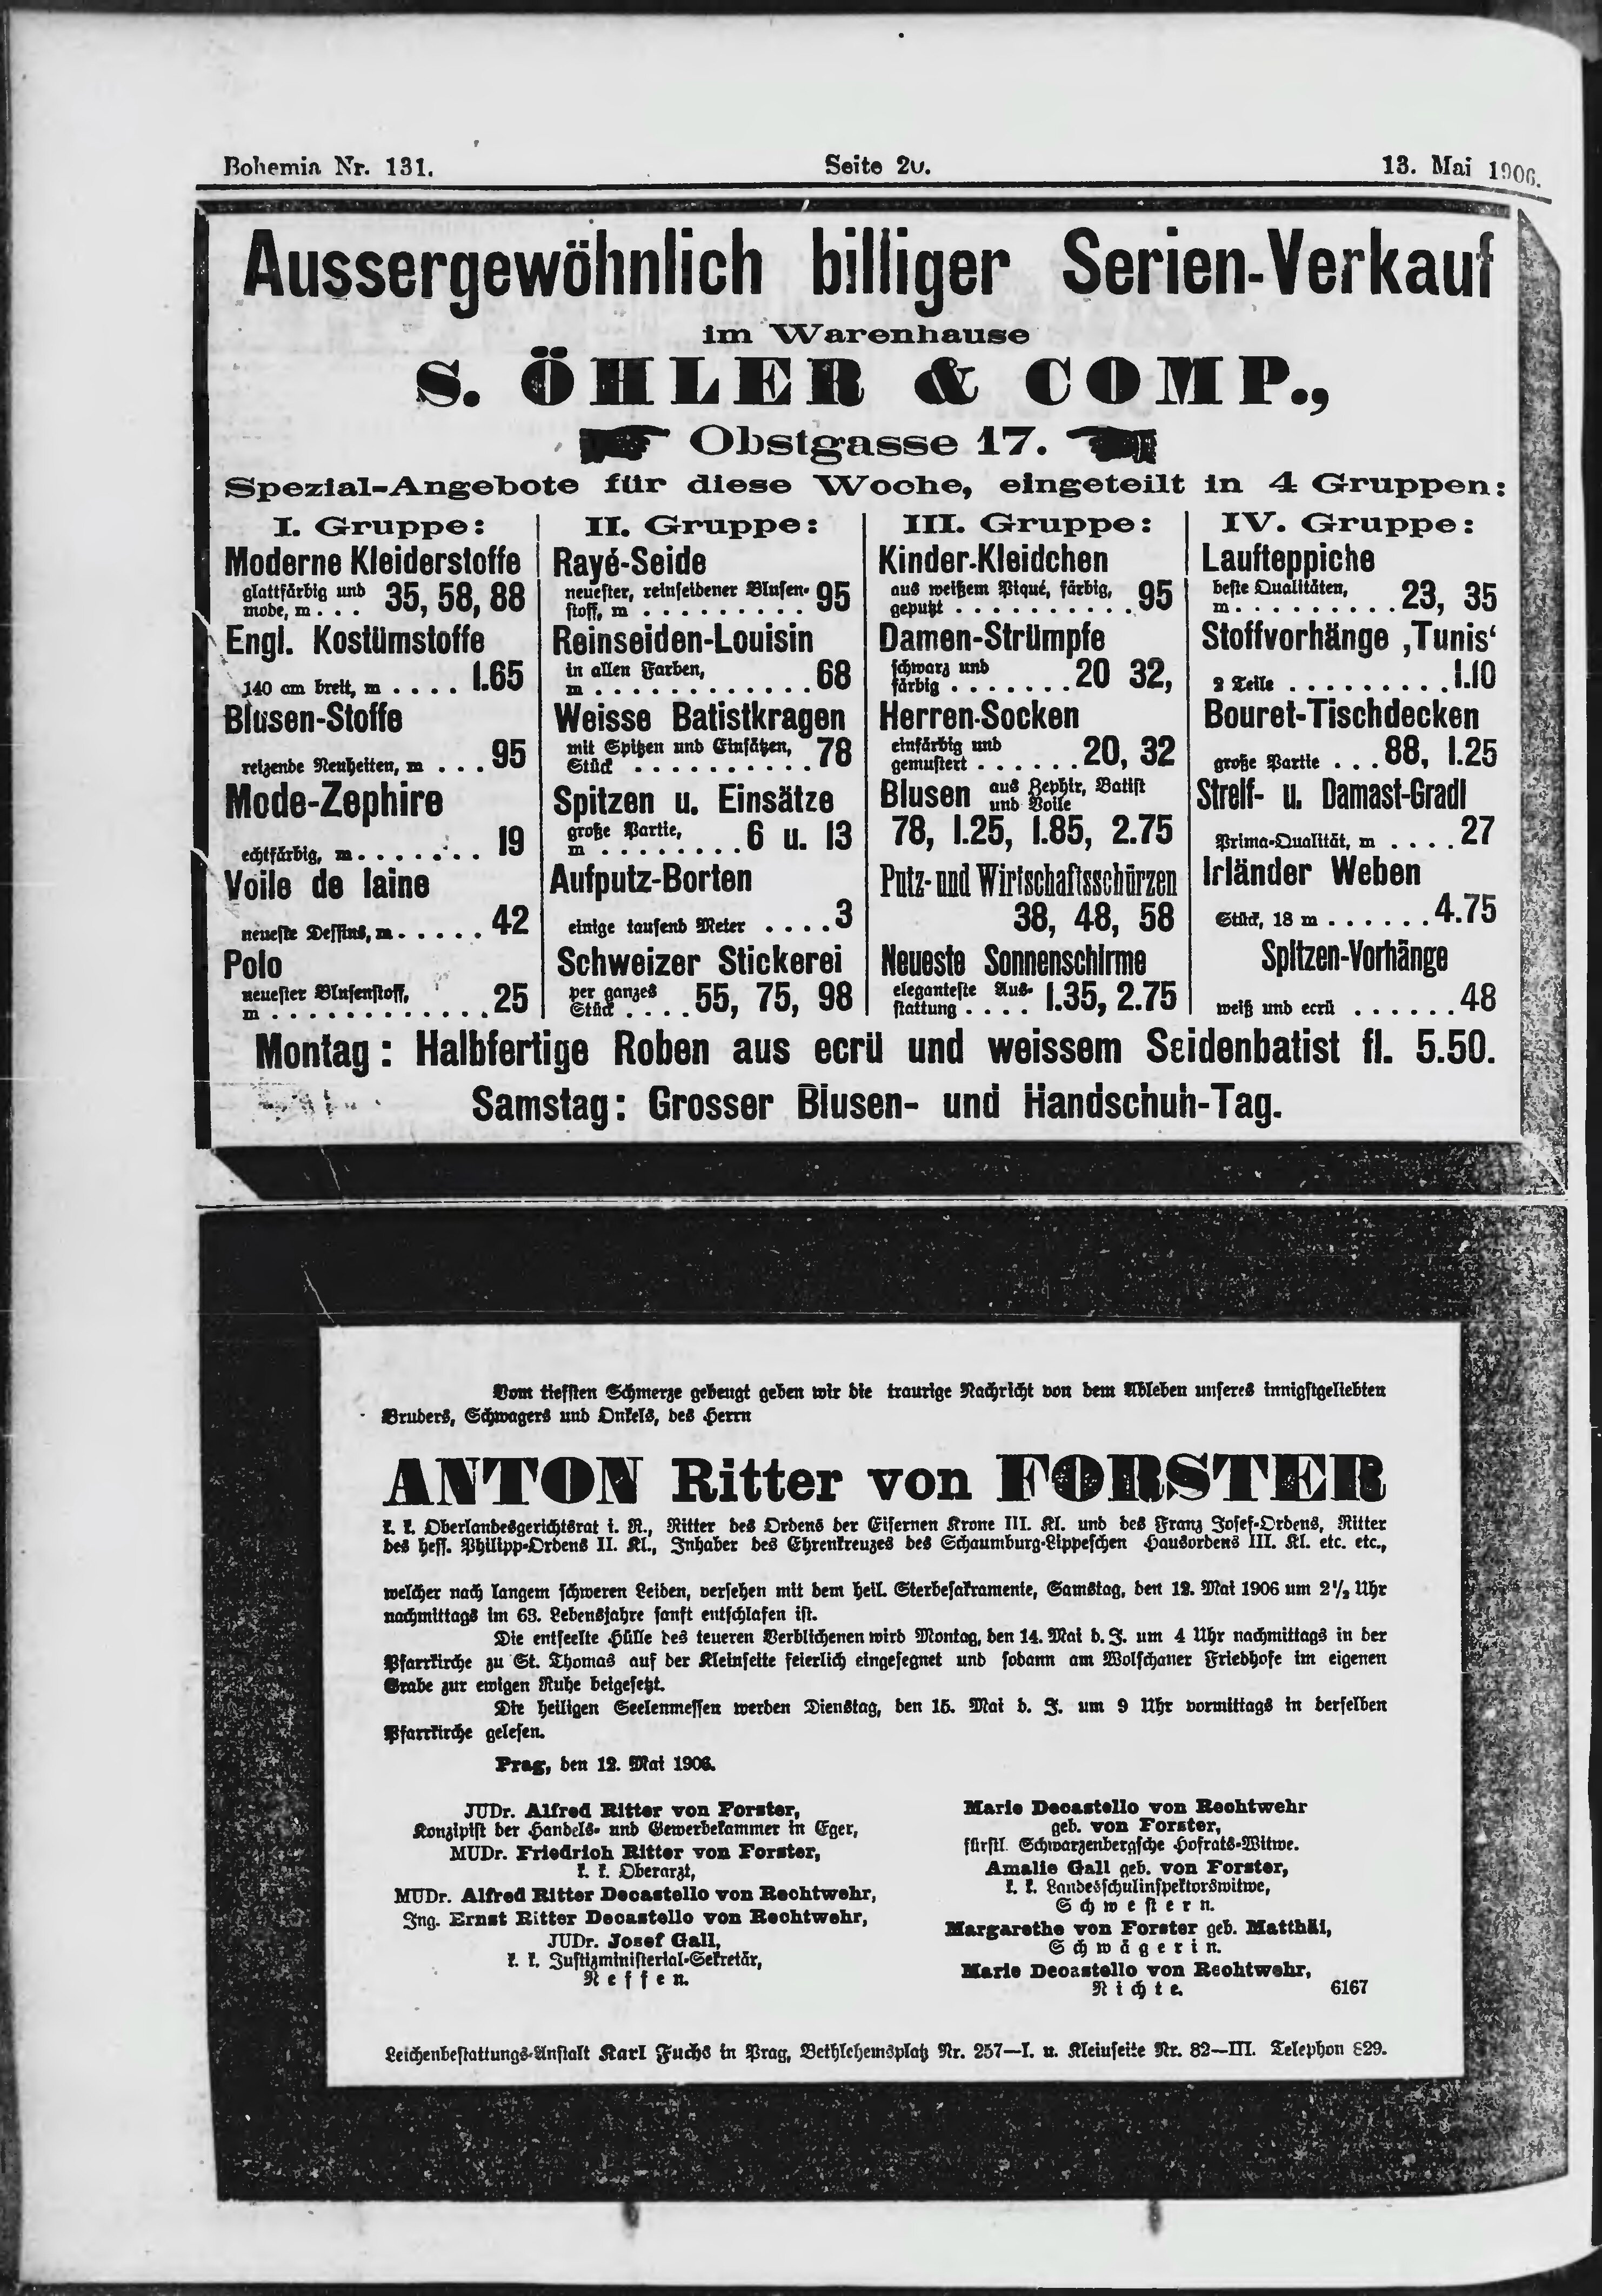 Bohemia Nr. 131. Seite 20. 13. Mai 1906.
Aussergewöhnlich billiger Serien-Verkauf
im Warenhause
S. ÖHLER & COMP.,
Obstgasse 17.
Spezial-Angebote für diese Woche, eingeteilt in 4 Gruppen:
I. Gruppe:
Moderne Kleiderstoffe
glattfärbig und
mode, m . . . 35, 58, 88
Engl. Kostümstoffe
140 cm breit, m . . . . 1.65
Blusen-Stoffe
reizende Neuheiten, m . . . 95
Mode-Zephire
echtfärbig, m . . . . . . . 19
Voile de laine
neueste Dessins, m . . . . . 42
Polo
neuester Blusenstoff,
m . . . . . . . . . . . . 25
II. Gruppe:
Rayé-Seide
neuester, reinseidener Blusen-
stoff, m . . . . . . . . . 95
Reinseiden-Louisin
in allen Farben,
m . . . . . . . . . . . . 68
Weisse Batistkragen
mit Spitzen und Einsätzen,
Stück . . . . . . . . . . 78
Spitzen u. Einsätze
große Partie,
m . . . . . . . . 6 u. 13
Aufputz-Borten
einige tausend Meter . . . . 3
Schweizer Stickerei
per ganzes
Stück . . . . 55, 75, 98
III. Gruppe:
Kinder-Kleidchen
aus weißem Piqué, färbig,
geputzt . . . . . . . . . . 95
Damen-Strümpfe
schwarz und
färbig . . . . . . . 20 32,
Herren-Socken
einfärbig und
gemustert . . . . . . 20, 32
Blusen aus Zephir, Batist
und Voile
78, 1.25, 1.85, 2.75
Putz- und Wirtschaftsschürzen
38, 48, 58
Neueste Sonnenschirme
eleganteste Aus-
stattung . . . . 1.35, 2.75
IV. Gruppe:
Laufteppiche
beste Qualitäten,
m . . . . . . . . . 23, 35
Stoffvorhänge ‚Tunis‘
2 Teile . . . . . . . . . 1.10
Bouret-Tischdecken
große Partie . . . 88, 1.25
Streif- u. Damast-Gradl
Prima-Qualität, m . . . . 27
Irländer Weben
Stück, 18 m . . . . . . 4.75
Spitzen-Vorhänge
weiß und ecrü . . . . . . 48
Montag: Halbfertige Roben aus ecrü und weissem Seidenbatist fl. 5.50.
Samstag: Grosser Blusen- und Handschuh-Tag.
Vom tiefsten Schmerze gebeugt geben wir die traurige Nachricht von dem Ableben unseres innigstgeliebten
Bruders, Schwagers und Onkels, des Herrn
ANTON Ritter von FORSTER
k. k. Oberlandesgerichtsrat i. R., Ritter des Ordens der Eisernen Krone III. Kl. und des Franz Josef-Ordens, Ritter
des hess. Philipp-Ordens II. Kl., Inhaber des Ehrenkreuzes des Schaumburg-Lippeschen Hausordens III. Kl. etc. etc.,
welcher nach langem schweren Leiden, versehen mit dem heil. Sterbesakramente, Samstag, den 12. Mai 1906 um 2½ Uhr
nachmittags im 63. Lebensjahre sanft entschlafen ist.
Die entseelte Hülle des teueren Verblichenen wird Montag, den 14. Mai d. J. um 4 Uhr nachmittags in der
Pfarrkirche zu St. Thomas auf der Kleinseite feierlich eingesegnet und sodann am Wolschaner Friedhofe im eigenen
Grabe zur ewigen Ruhe beigesetzt.
Die heiligen Seelenmessen werden Dienstag, den 15. Mai d. J. um 9 Uhr vormittags in derselben
Pfarrkirche gelesen.
Prag, den 12. Mai 1906.
JUDr. Alfred Ritter von Forster,
Konzipist der Handels- und Gewerbekammer in Eger,
MUDr. Friedrich Ritter von Forster,
k. k. Oberarzt,
MUDr. Alfred Ritter Decastello von Rechtwehr,
Ing. Ernst Ritter Decastello von Rechtwehr,
JUDr. Josef Gall,
k. k. Justizministerial-Sekretär,
Neffen.
Marie Decastello von Rechtwehr
geb. von Forster,
fürstl. Schwarzenbergsche Hofrats-Witwe.
Amalie Gall geb. von Forster,
k. k. Landesschulinspektorswitwe,
Schwestern.
Margarethe von Forster geb. Matthäi,
Schwägerin.
Marie Decastello von Rechtwehr,
Nichte. 6167
Leichenbestattungs-Anstalt Karl Fuchs in Prag, Bethlehemsplatz Nr. 257—I. u. Kleinseite Nr. 82—III. Telephon 829.